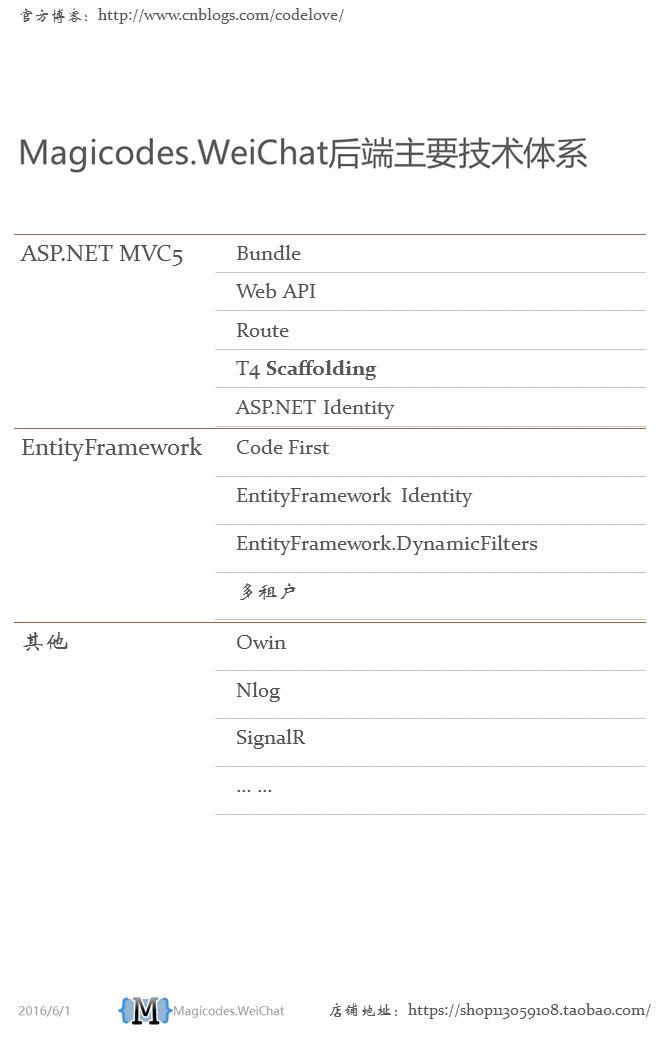 官方博客：http://www.cnblogs.com/codelove/
Magicodes.WeiChat后端主要技术体系
ASP.NET MVC5
Bundle
Web API
Route
T4 Scaffolding
ASP.NET Identity
EntityFramework
Code First
EntityFramework Identity
EntityFramework.DynamicFilters
多租户
其他
Owin
Nlog
SignalR
... ...
2016/6/1
M Magicodes.WeiChat
店铺地址：https://shop113059108.taobao.com/